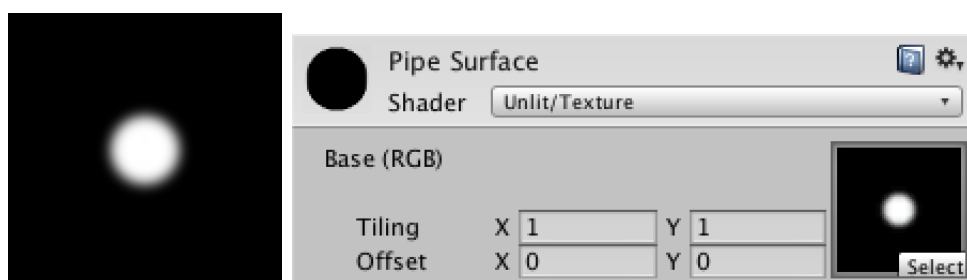 Pipe Surface
Shader Unlit/Texture
Base (RGB)
Tiling X 1 Y 1
Offset X 0 Y 0
Select